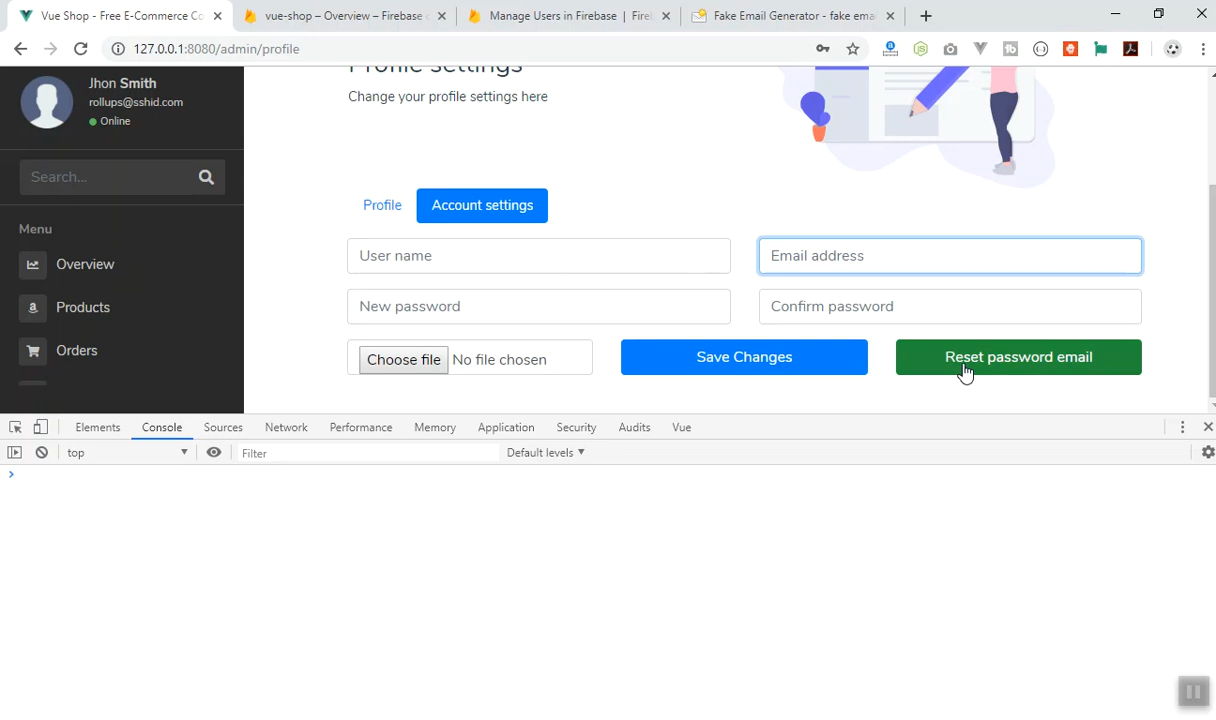 Vue Shop - Free E-Commerce Co
vue-shop – Overview – Firebase c
Manage Users in Firebase | Fire
Fake Email Generator - fake ema
127.0.0.1:8080/admin/profile
Jhon Smith
rollups@sshid.com
Online
Search...
Menu
Overview
Products
Orders
Profile settings
Change your profile settings here
Profile
Account settings
User name
Email address
New password
Confirm password
Choose file No file chosen
Save Changes
Reset password email
Elements
Console
Sources
Network
Performance
Memory
Application
Security
Audits
Vue
top
Filter
Default levels